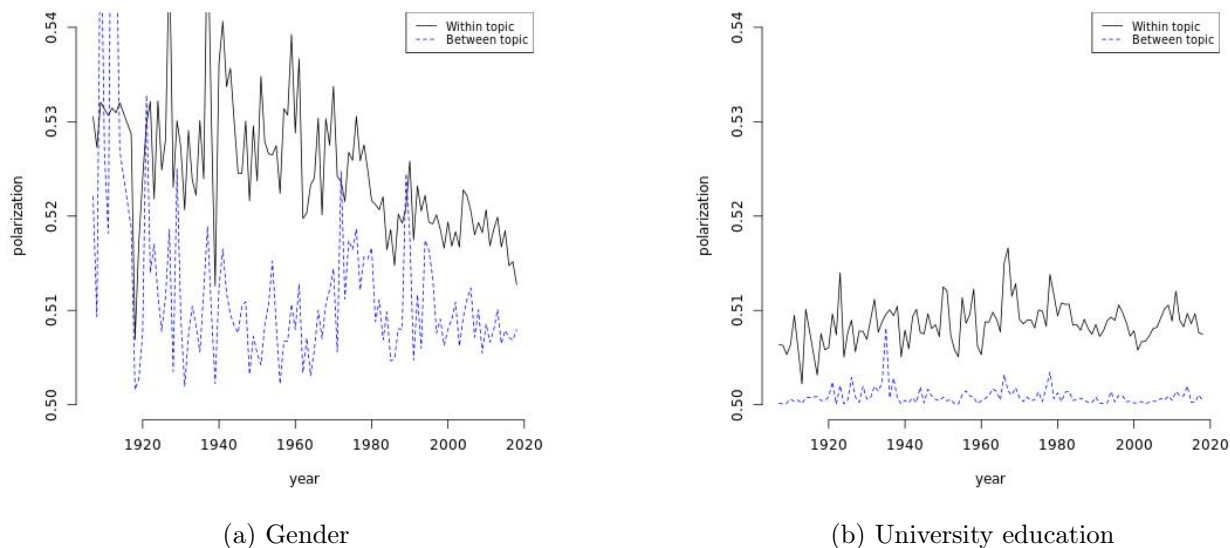 0.54
0.53
0.52
0.51
0.50
polarization
Within topic
Between topic
1920 1940 1960 1980 2000 2020
year
(a) Gender
0.54
0.53
0.52
0.51
0.50
polarization
Within topic
Between topic
1920 1940 1960 1980 2000 2020
year
(b) University education